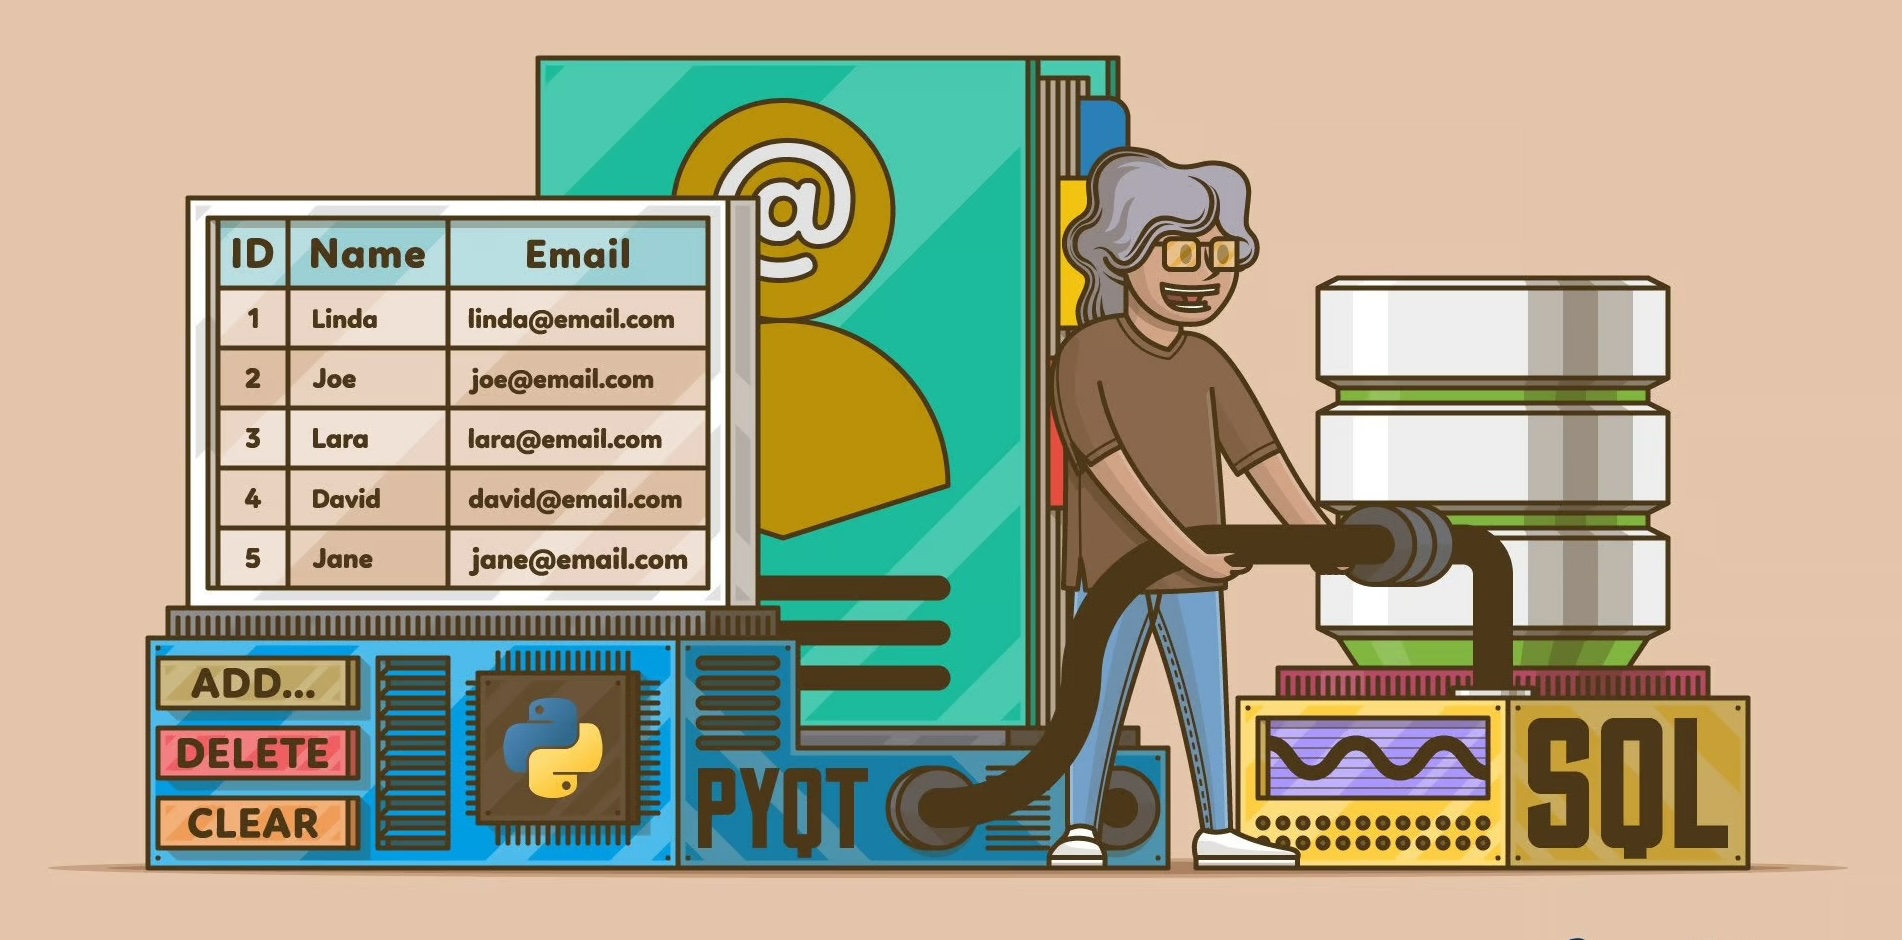 @
ID Name Email
1 Linda linda@email.com
2 Joe joe@email.com
3 Lara lara@email.com
4 David david@email.com
5 Jane jane@email.com
ADD...
DELETE
CLEAR
PYQT
SQL